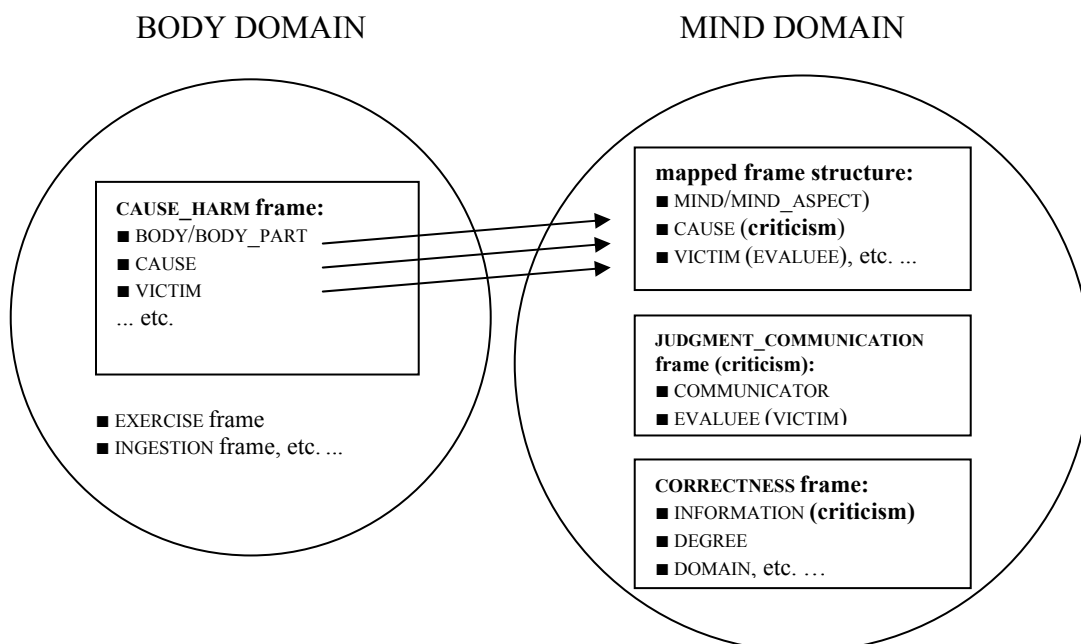 BODY DOMAIN
MIND DOMAIN
CAUSE_HARM frame:
■ BODY/BODY_PART
■ CAUSE
■ VICTIM
... etc.
■ EXERCISE frame
■ INGESTION frame, etc. ...
mapped frame structure:
■ MIND/MIND_ASPECT)
■ CAUSE (criticism)
■ VICTIM (EVALUEE), etc. ...
JUDGMENT_COMMUNICATION
frame (criticism):
■ COMMUNICATOR
■ EVALUEE (VICTIM)
CORRECTNESS frame:
■ INFORMATION (criticism)
■ DEGREE
■ DOMAIN, etc. …